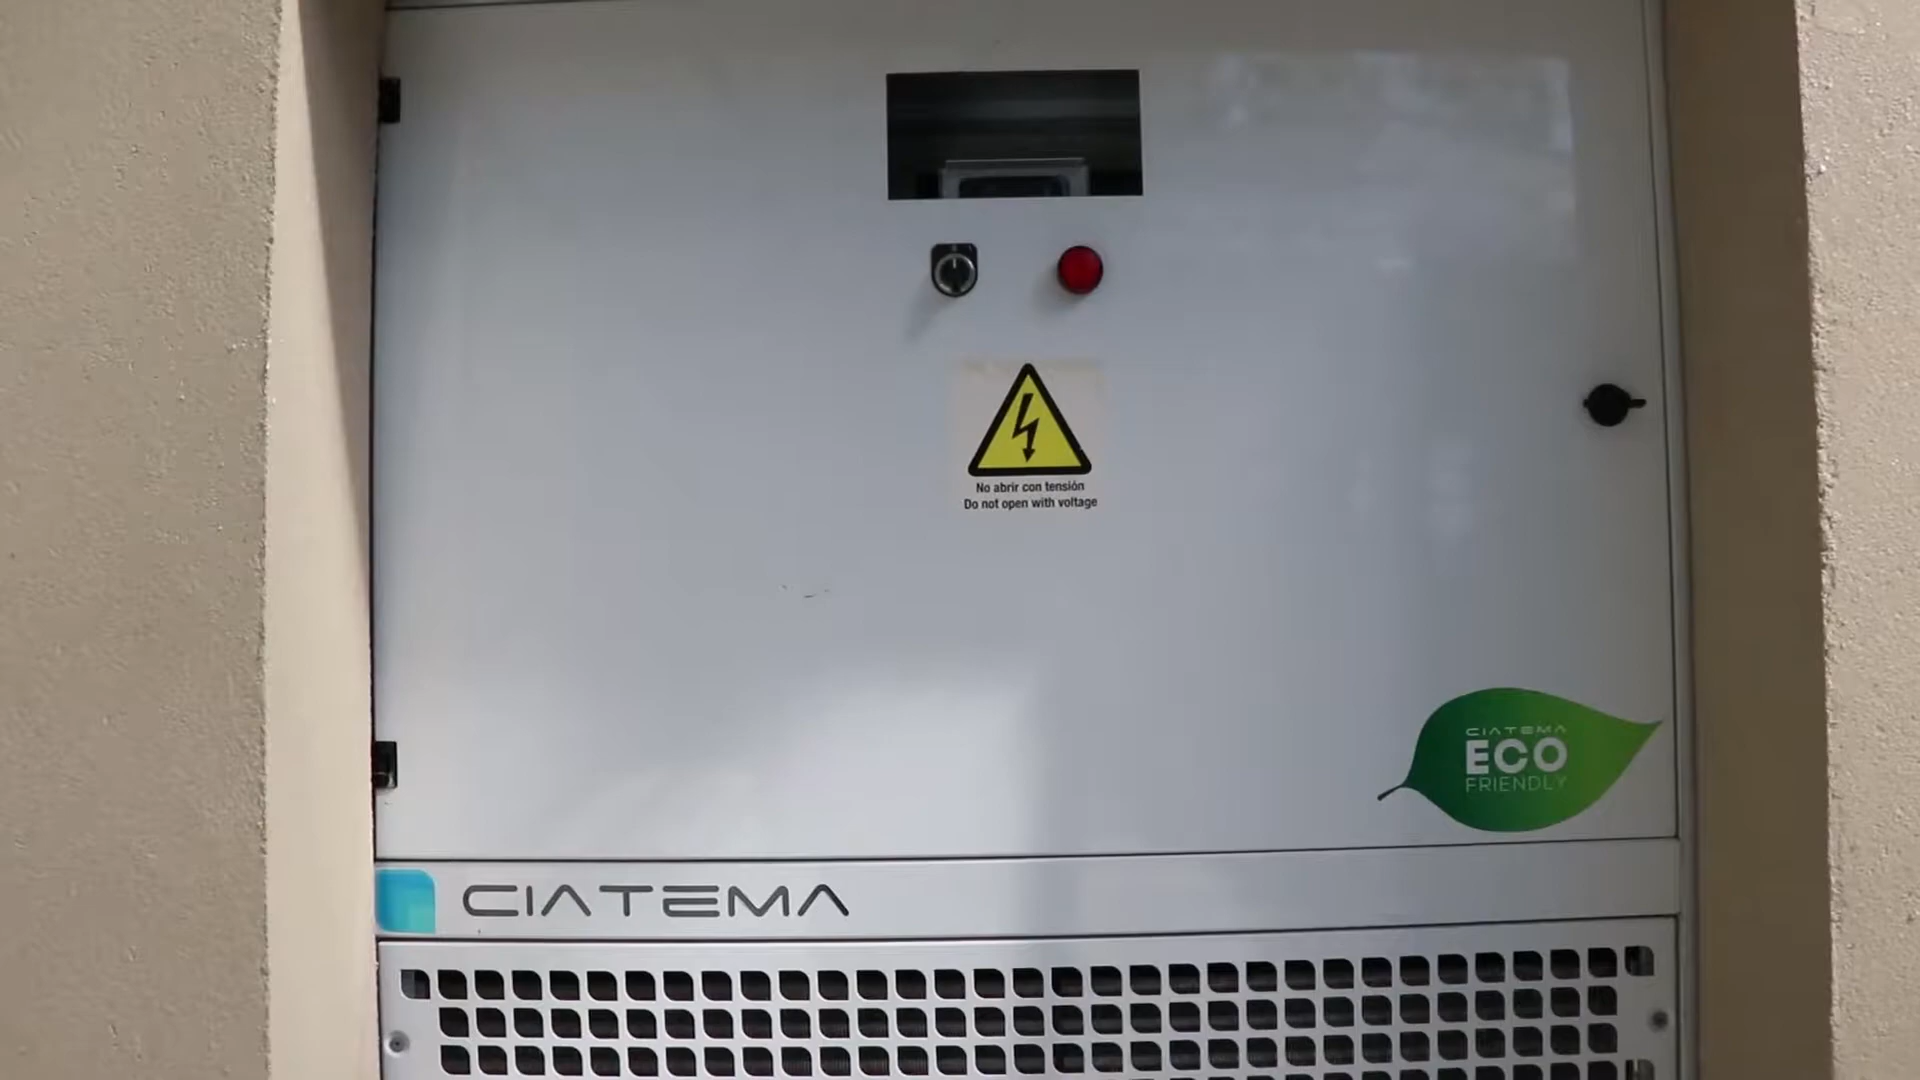 No abrir con tensión
Do not open with voltage
CIATEMA
ECO
FRIENDLY
CIATEMA